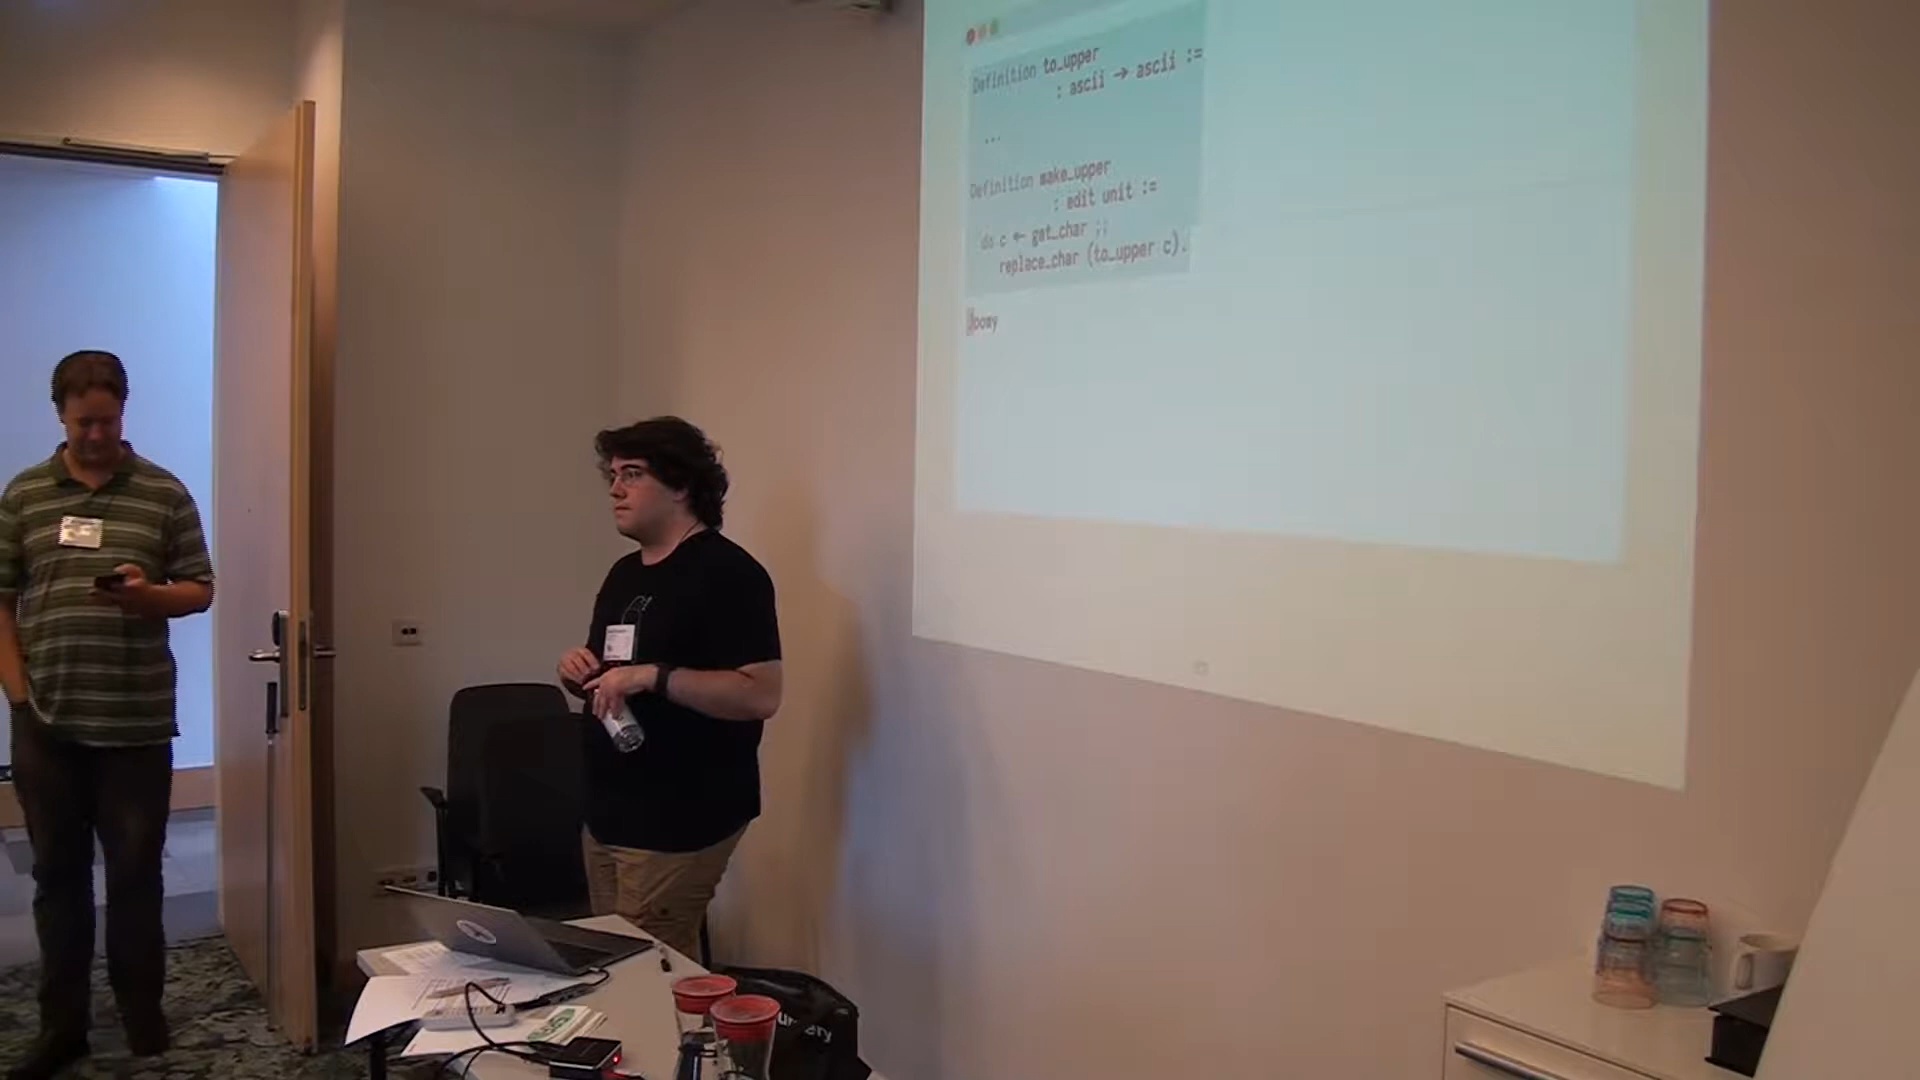 Definition to_upper
: ascii → ascii :=
...
Definition make_upper
: edit unit :=
do c ← get_char ;;
replace_char (to_upper c).